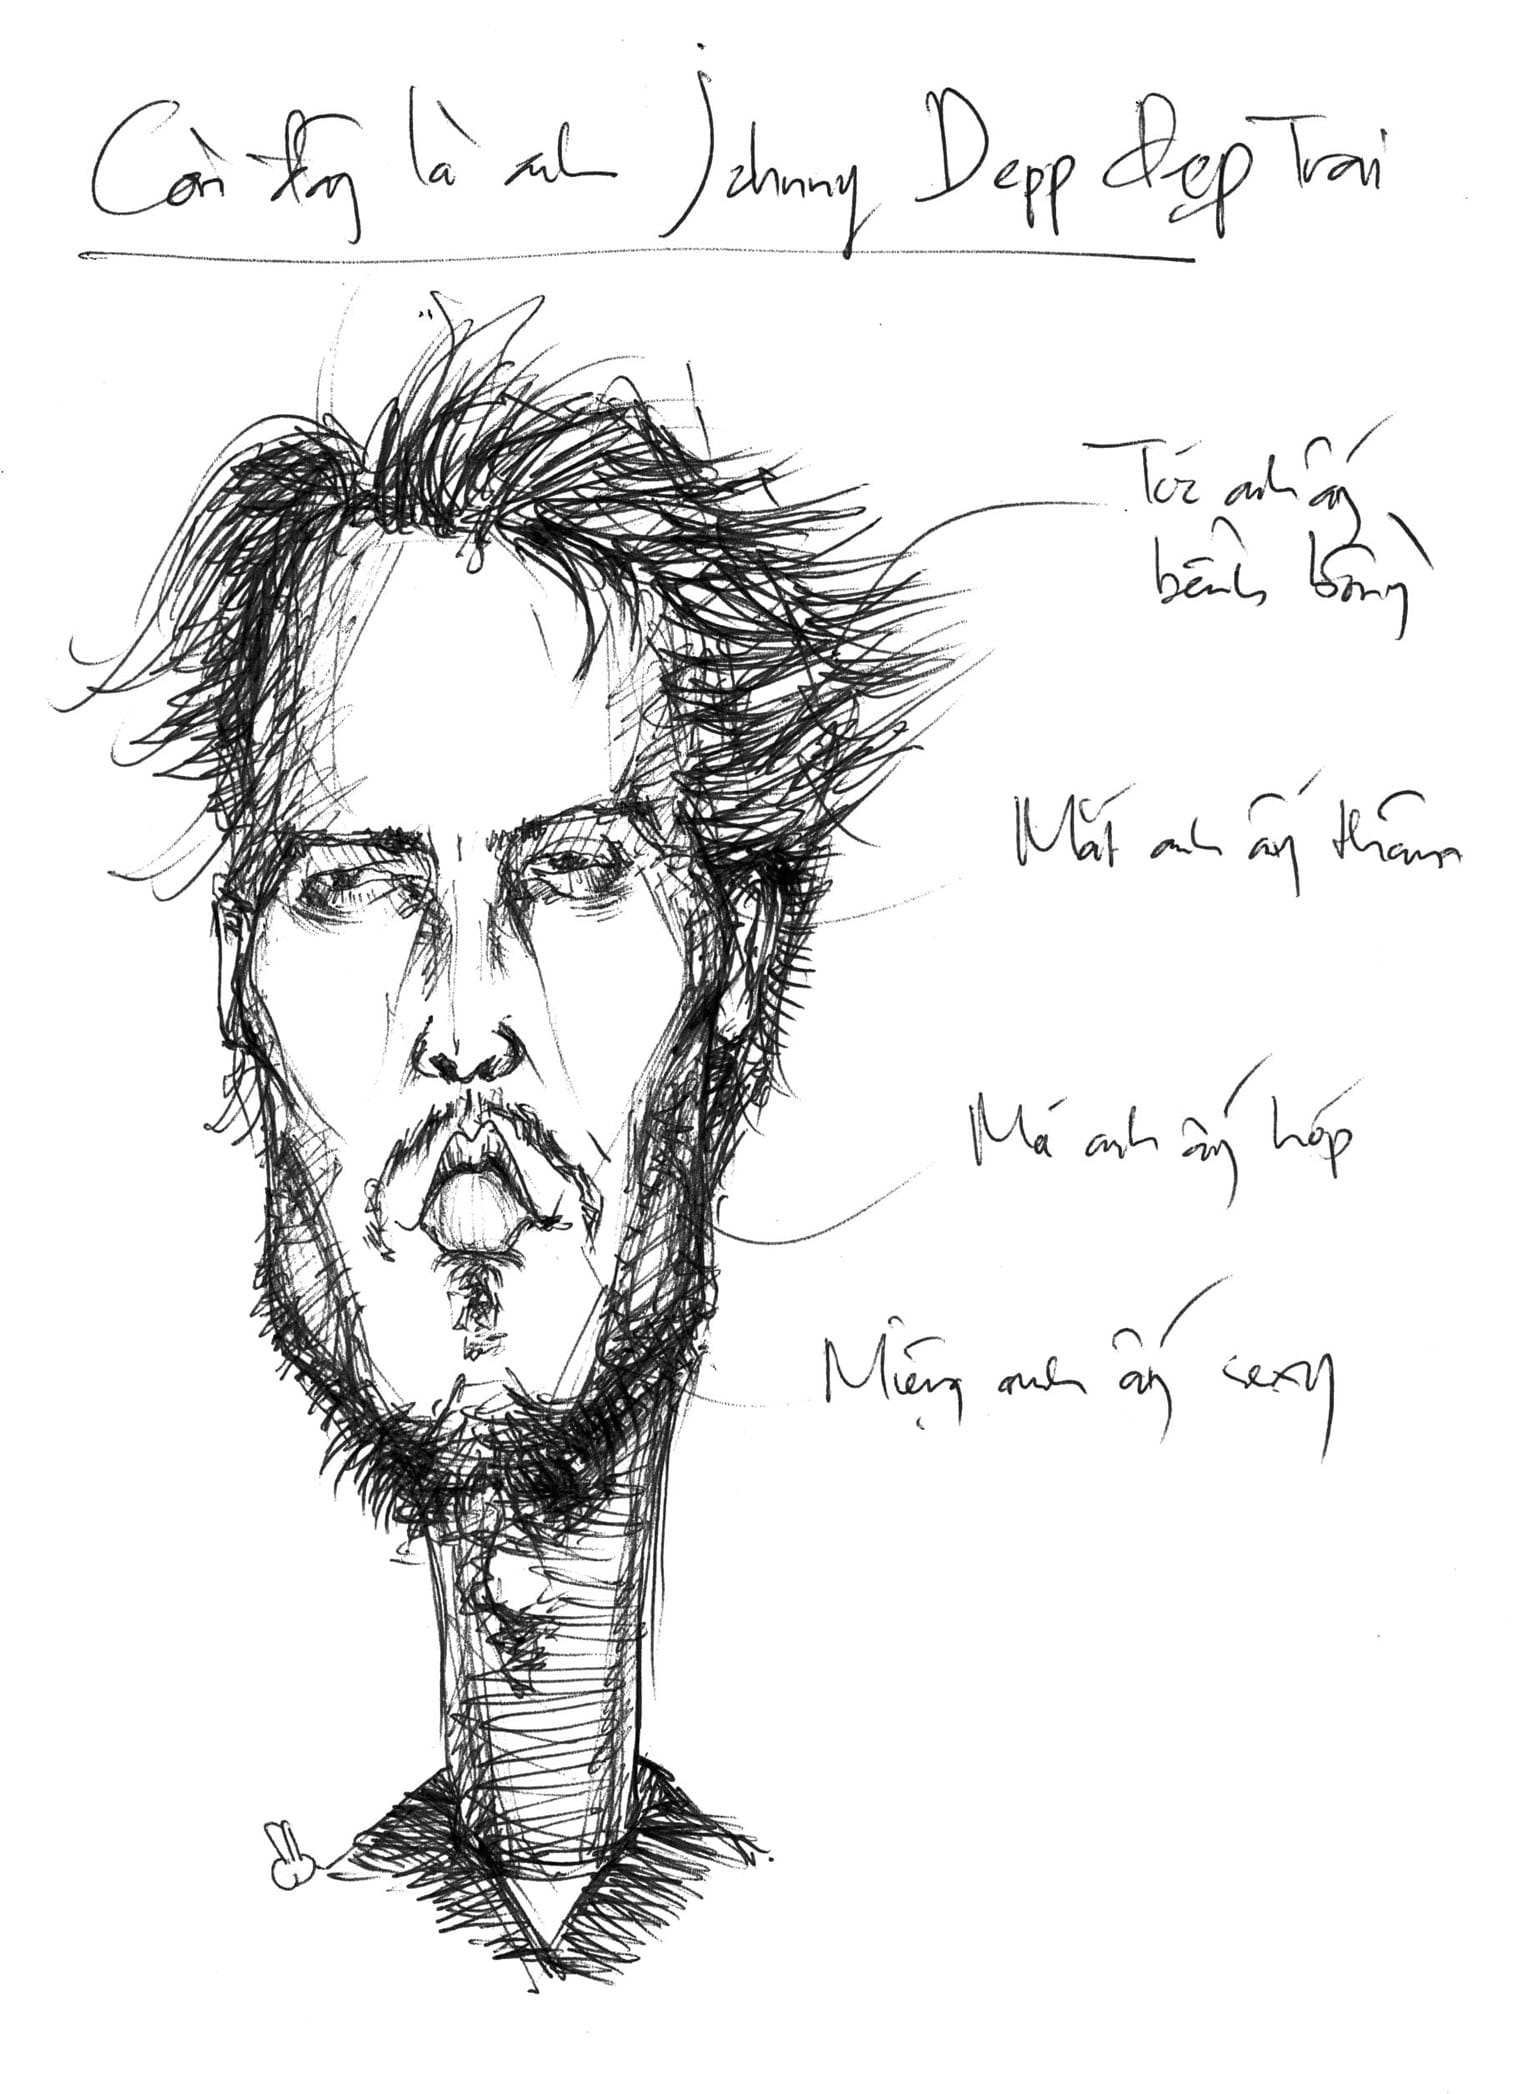 Còn đây là anh Johnny Depp đẹp Trai
Tóc anh ấy
bềnh bồng
Mắt anh ấy thâm
Má anh ấy hóp
Miệng anh ấy sexy